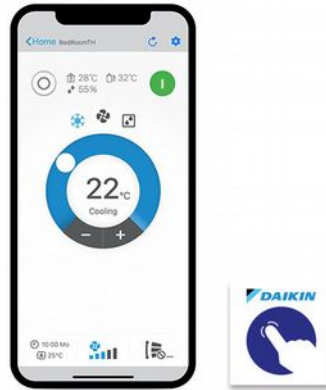 Home BedRoomTH
28°C 32°C
55%
22°C
Cooling
- +
10:00 Mo
25°C
DAIKIN